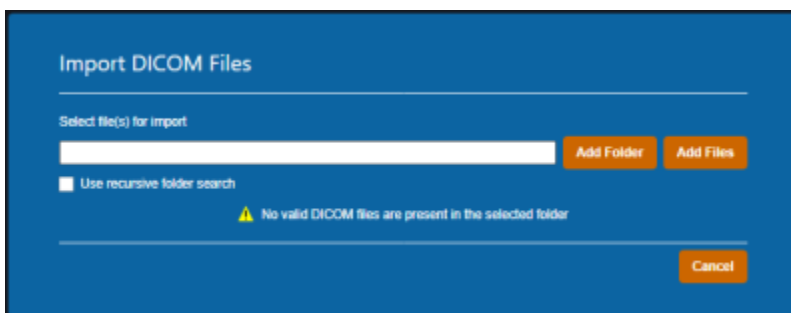 Import DICOM Files
Select file(s) for import
Add Folder Add Files
Use recursive folder search
No valid DICOM files are present in the selected folder
Cancel